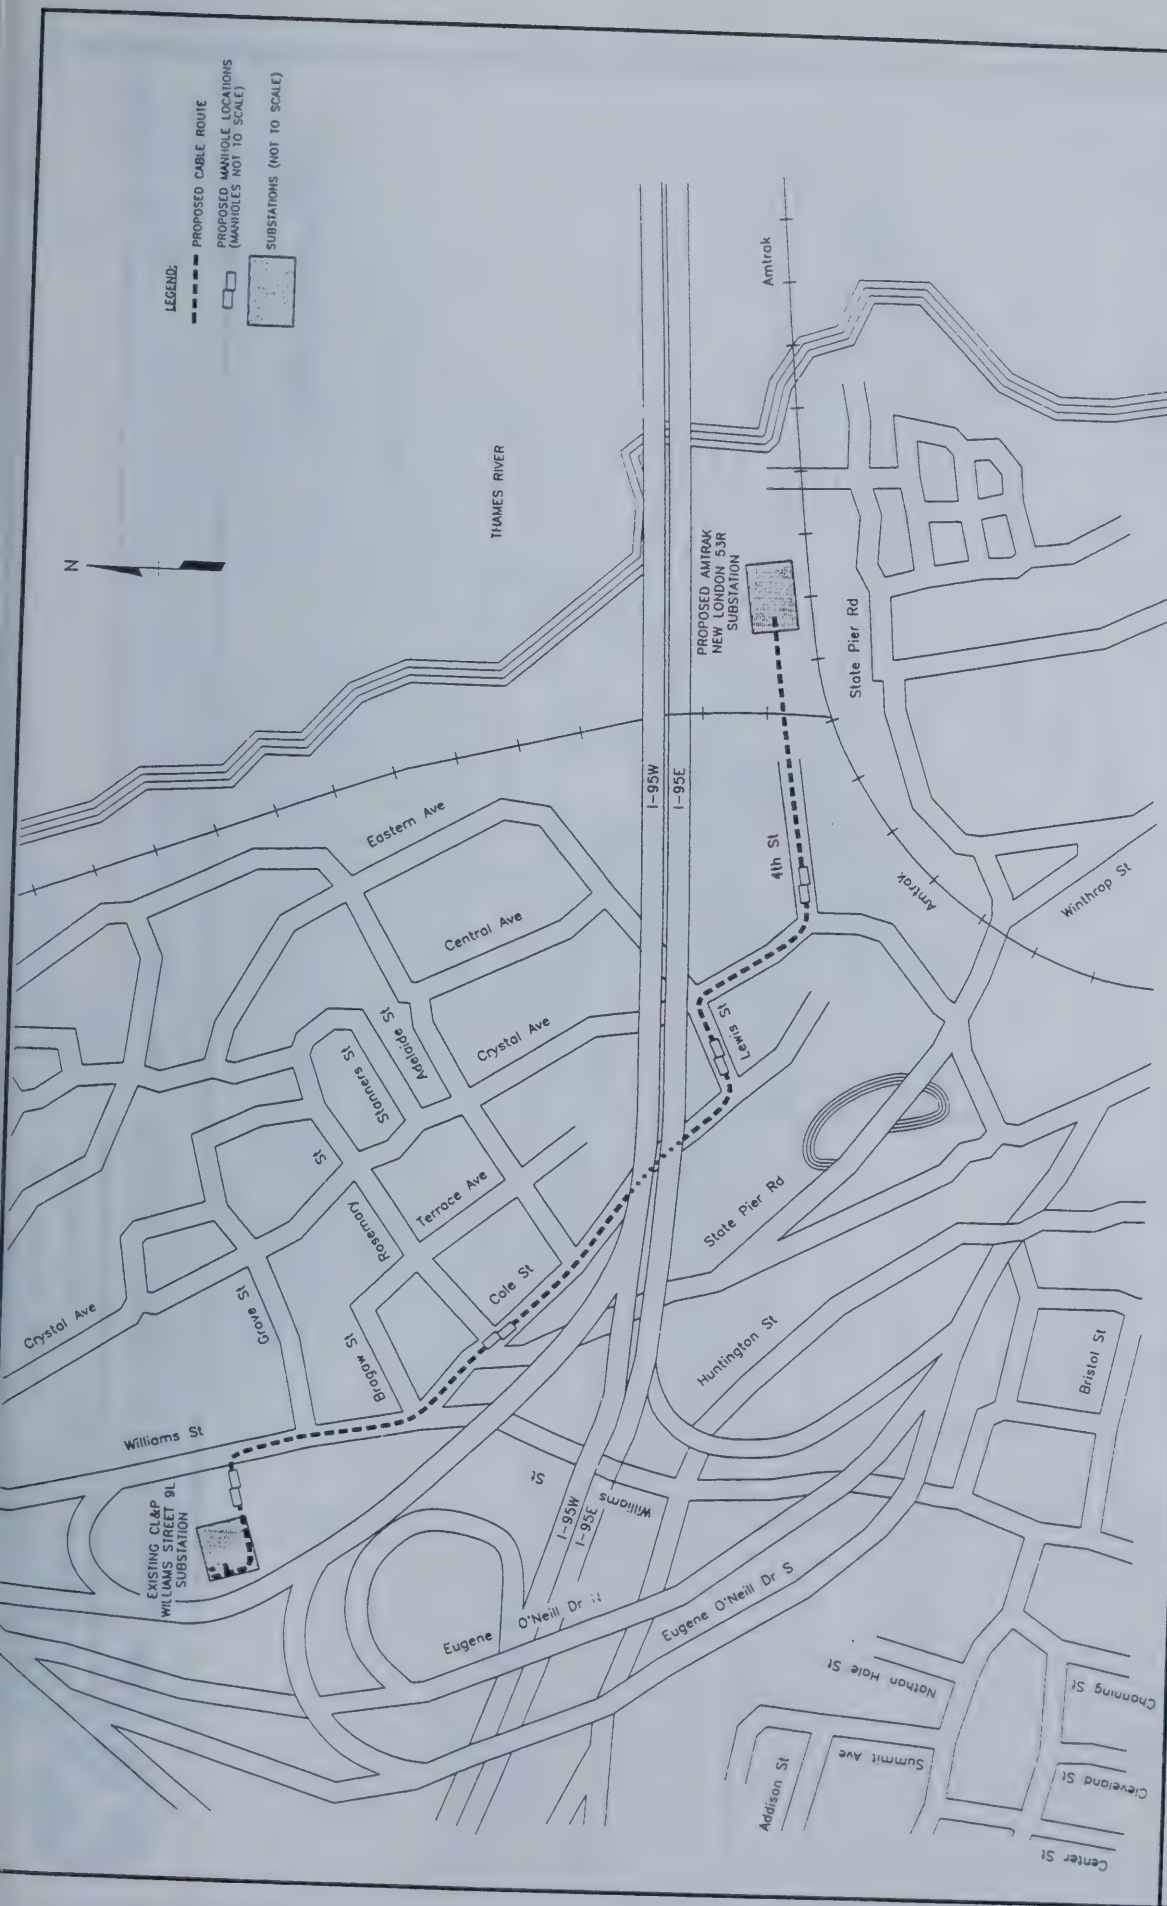 LEGEND:
PROPOSED CABLE ROUTE
PROPOSED MANHOLE LOCATIONS
(MANHOLES NOT TO SCALE)
SUBSTATIONS (NOT TO SCALE)
N
THAMES RIVER
Amtrak
PROPOSED AMTRAK
NEW LONDON 53R
SUBSTATION
State Pier Rd
I-95W
I-95E
4th St
Amtrak
Winthrop St
Eastern Ave
Central Ave
Crystal Ave
Adelaide St
Stanners St
Lewis St
St
Rosemary
Terrace Ave
Cole St
State Pier Rd
Crystal Ave
Grove St
Bragaw St
Huntington St
Bristol St
Williams St
EXISTING CL&P
WILLIAMS STREET 9L
SUBSTATION
St
Williams
I-95W
I-95E
Eugene O'Neill Dr N
Eugene O'Neill Dr S
Nathan Hale St
Channing St
Summit Ave
Addison St
Cleveland St
Center St